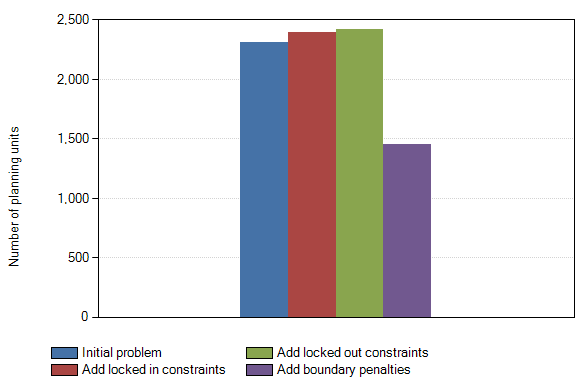 2,500
2,000
1,500
1,000
500
0
Number of planning units
Initial problem
Add locked out constraints
Add locked in constraints
Add boundary penalties